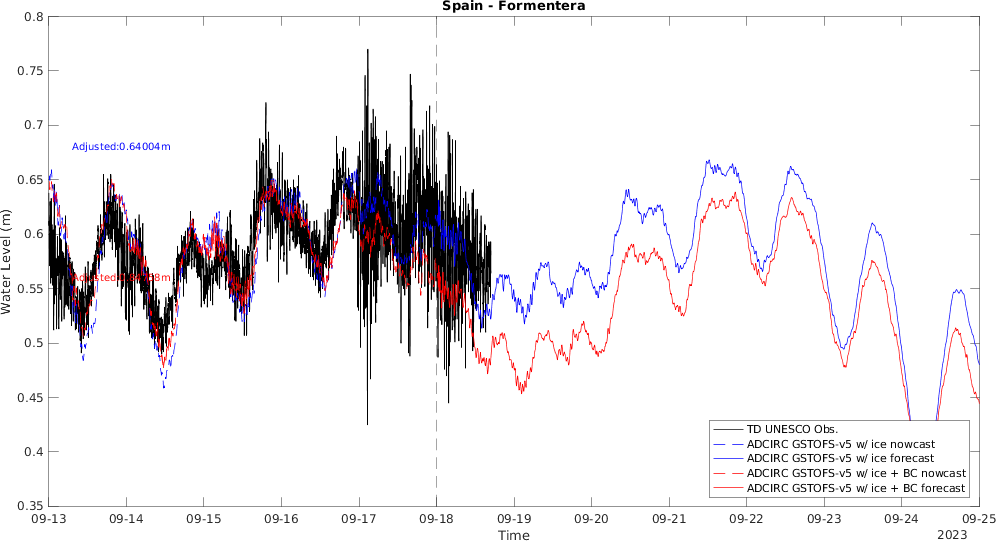 Spain - Formentera
0.8
0.75
0.7
0.65
0.6
0.55
0.5
0.45
0.4
0.35
Water Level (m)
Adjusted:0.64004m
09-13
09-14
09-15
09-16
09-17
09-18
09-19
09-20
09-21
09-22
09-23
09-24
09-25
Time
2023
TD UNESCO Obs.
ADCIRC GSTOFS-v5 w/ ice nowcast
ADCIRC GSTOFS-v5 w/ ice forecast
ADCIRC GSTOFS-v5 w/ ice + BC nowcast
ADCIRC GSTOFS-v5 w/ ice + BC forecast